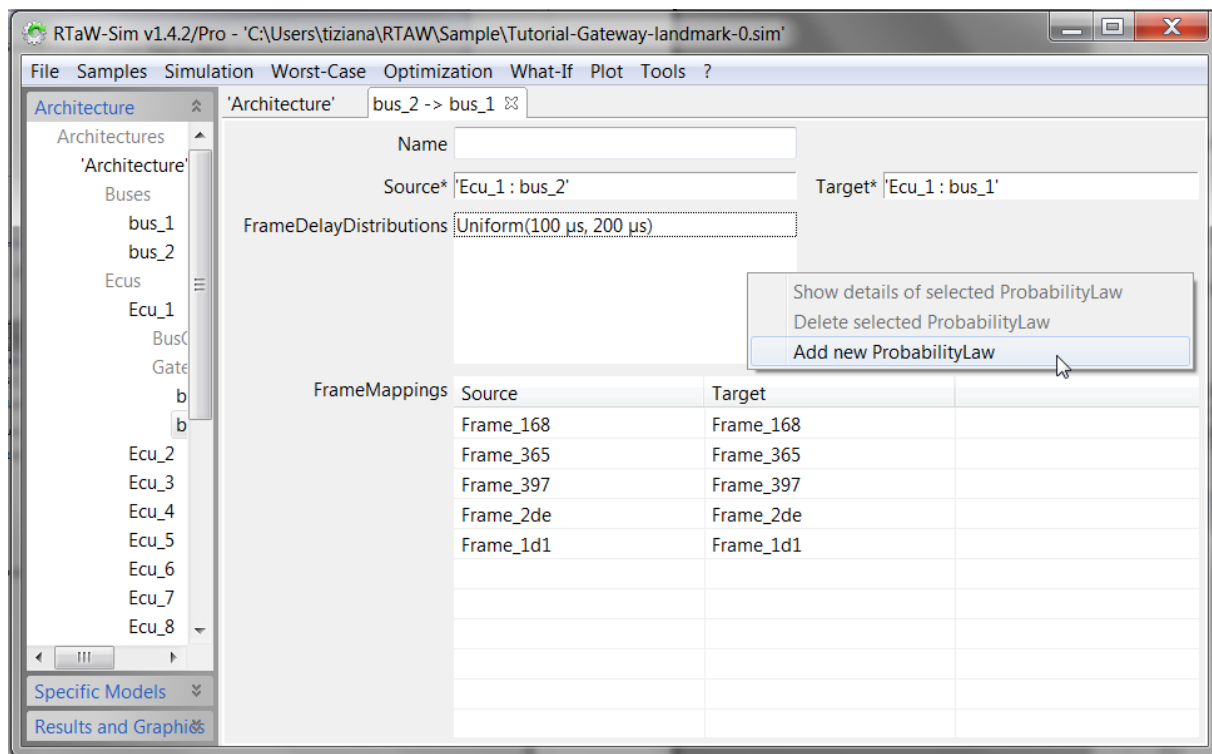 RTaW-Sim v1.4.2/Pro - 'C:\Users\tiziana\RTAW\Sample\Tutorial-Gateway-landmark-0.sim'
File Samples Simulation Worst-Case Optimization What-If Plot Tools ?
Architecture
Architectures
'Architecture'
Buses
bus_1
bus_2
Ecus
Ecu_1
BusC
Gate
b
b
Ecu_2
Ecu_3
Ecu_4
Ecu_5
Ecu_6
Ecu_7
Ecu_8
Specific Models
Results and Graphics
'Architecture' bus_2 -> bus_1
Name
Source* 'Ecu_1 : bus_2' Target* 'Ecu_1 : bus_1'
FrameDelayDistributions Uniform(100 µs, 200 µs)
Show details of selected ProbabilityLaw
Delete selected ProbabilityLaw
Add new ProbabilityLaw
FrameMappings Source Target
Frame_168 Frame_168
Frame_365 Frame_365
Frame_397 Frame_397
Frame_2de Frame_2de
Frame_1d1 Frame_1d1